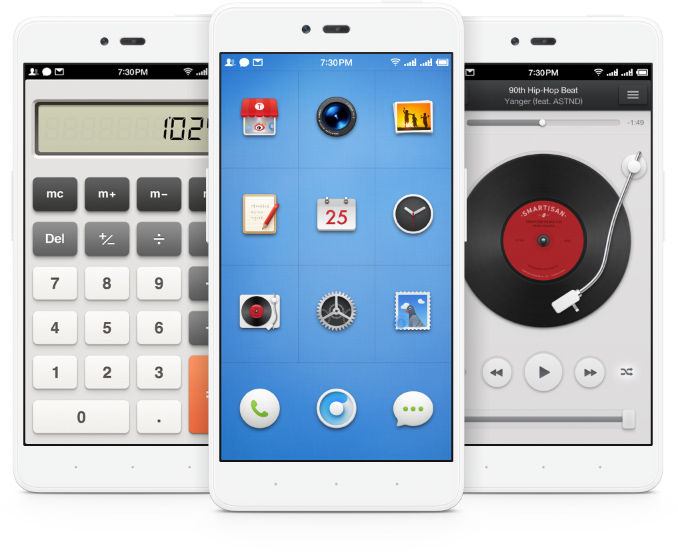 7:30PM
102
mc
m+
m−
Del
+/−
÷
7
8
9
4
5
6
1
2
3
0
.
7:30PM
1
25
7:30PM
90th Hip-Hop Beat
Yanger (feat. ASTND)
-1:49
SMARTISAN